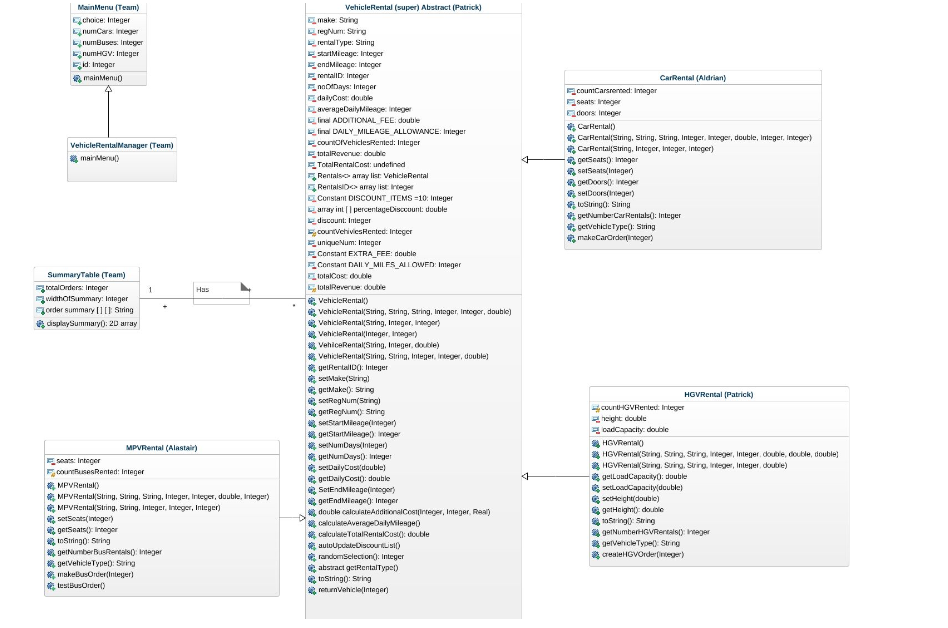 MainMenu (Team)
choice: Integer
numCars: Integer
numBuses: Integer
numHGV: Integer
id: Integer
mainMenu()
VehicleRentalManager (Team)
mainMenu()
SummaryTable (Team)
totalOrders: Integer
widthOfSummary: Integer
order summary [ ] [ ]: String
displaySummary(): 2D array
1
Has
+
*
MPVRental (Alastair)
seats: Integer
countBusesRented: Integer
MPVRental()
MPVRental(String, String, String, Integer, Integer, double, Integer)
MPVRental(String, String, String, Integer, Integer, Integer)
setSeats(Integer)
getSeats(): Integer
toString(): String
getNumberBusRentals(): Integer
getVehicleType(): String
makeBusOrder(Integer)
testBusOrder()
VehicleRental (super) Abstract (Patrick)
make: String
regNum: String
rentalType: String
startMileage: Integer
endMileage: Integer
rentalID: Integer
noOfDays: Integer
dailyCost: double
averageDailyMileage: Integer
final ADDITIONAL_FEE: double
final DAILY_MILEAGE_ALLOWANCE: Integer
countOfVehiclesRented: Integer
totalRevenue: double
TotalRentalCost: undefined
Rentals<> array list: VehicleRental
RentalsID<> array list: Integer
Constant DISCOUNT_ITEMS =10: Integer
array int [ ] percentageDiscount: double
discount: Integer
countVehivlesRented: Integer
uniqueNum: Integer
Constant EXTRA_FEE: double
Constant DAILY_MILES_ALLOWED: Integer
totalCost: double
totalRevenue: double
VehicleRental()
VehicleRental(String, String, String, Integer, Integer, double)
VehicleRental(String, Integer, Integer)
VehicleRental(Integer, Integer)
VehilceRental(String, Integer, double)
VehicleRental(String, String, Integer, Integer, double)
getRentalID(): Integer
setMake(String)
getMake(): String
setRegNum(String)
getRegNum(): String
setStartMileage(Integer)
getStartMileage(): Integer
setNumDays(Integer)
getNumDays(): Integer
setDailyCost(double)
getDailyCost(): double
SetEndMileage(Integer)
getEndMileage(): Integer
double calculateAdditionalCost(Integer, Integer, Real)
calculateAverageDailyMileage()
calculateTotalRentalCost(): double
autoUpdateDiscountList()
randomSelection(): Integer
abstract getRentalType()
toString(): String
returnVehicle(Integer)
CarRental (Aldrian)
countCarsrented: Integer
seats: Integer
doors: Integer
CarRental()
CarRental(String, String, String, Integer, Integer, double, Integer, Integer)
CarRental(String, Integer, Integer, Integer)
getSeats(): Integer
setSeats(Integer)
getDoors(): Integer
setDoors(Integer)
toString(): String
getNumberCarRentals(): Integer
getVehicleType(): String
makeCarOrder(Integer)
HGVRental (Patrick)
countHGVRented: Integer
height: double
loadCapacity: double
HGVRental()
HGVRental(String, String, String, Integer, Integer, double, double, double)
HGVRental(String, String, String, Integer, Integer, double)
getLoadCapacity(): double
setLoadCapacity(double)
setHeight(double)
getHeight(): double
toString(): String
getNumberHGVRentals(): Integer
getVehicleType(): String
createHGVOrder(Integer)